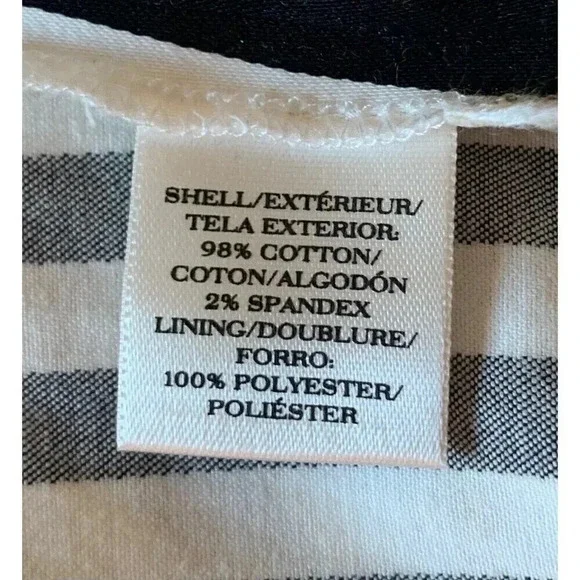 SHELL/EXTÉRIEUR/
TELA EXTERIOR:
98% COTTON/
COTON/ALGODÓN
2% SPANDEX
LINING/DOUBLURE/
FORRO:
100% POLYESTER/
POLIÉSTER